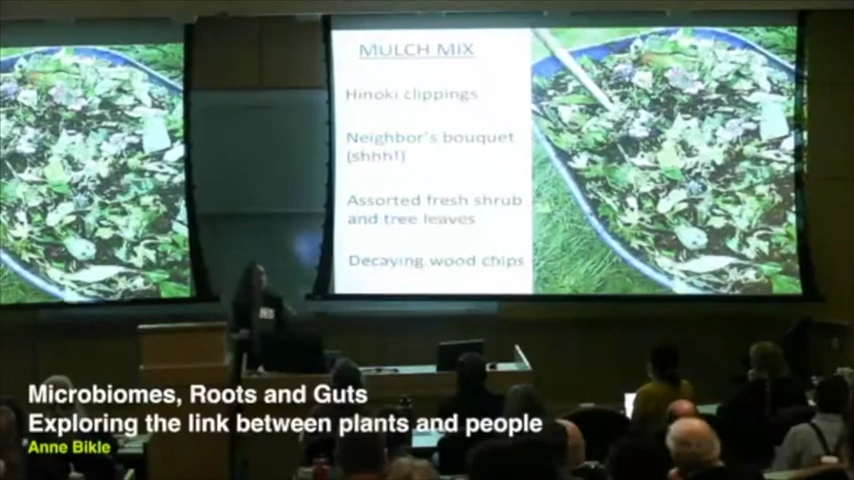 MULCH MIX
Hinoki clippings
Neighbor's bouquet
(shhh!)
Assorted fresh shrub
and tree leaves
Decaying wood chips
Microbiomes, Roots and Guts
Exploring the link between plants and people
Anne Bikle